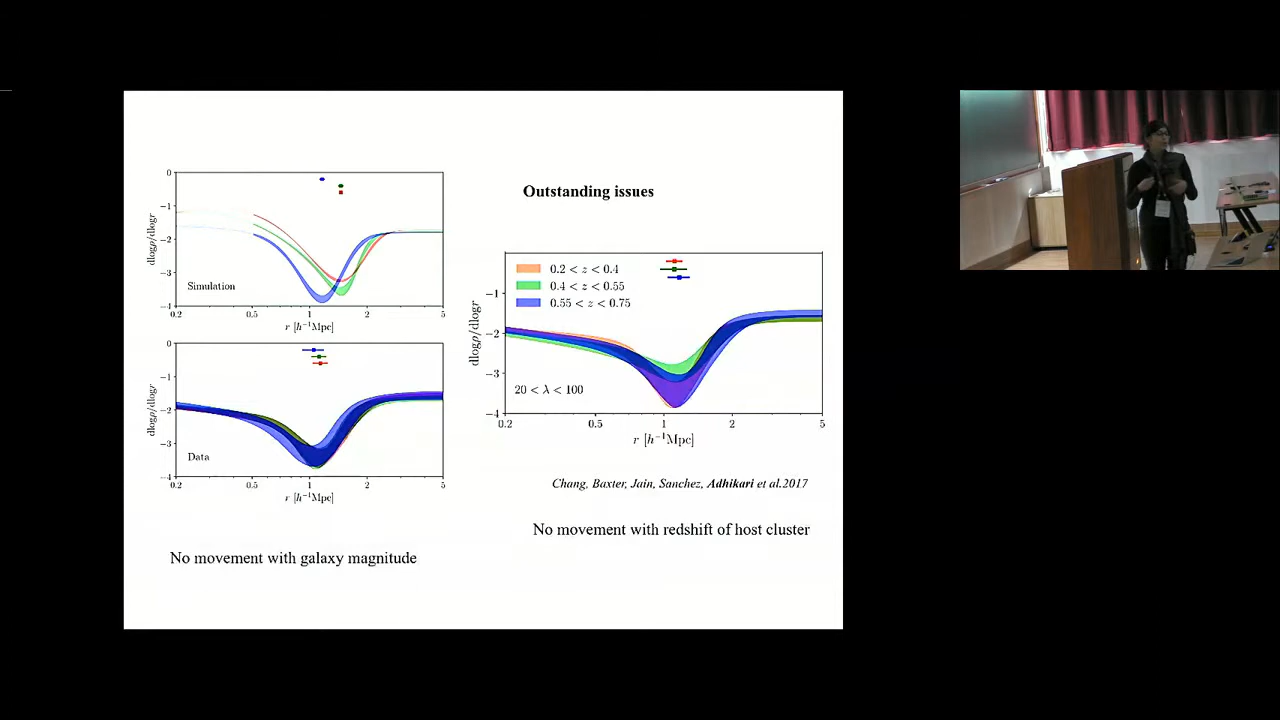 Outstanding issues
0
−1
−2
−3
−4
dlogρ/dlogr
Simulation
0.2 0.5 1 2 5
r [h⁻¹Mpc]
0
−1
−2
−3
−4
dlogρ/dlogr
Data
0.2 0.5 1 2 5
r [h⁻¹Mpc]
No movement with galaxy magnitude
0.2 < z < 0.4
0.4 < z < 0.55
0.55 < z < 0.75
−1
−2
−3
−4
dlogρ/dlogr
20 < λ < 100
0.2 0.5 1 2 5
r [h⁻¹Mpc]
Chang, Baxter, Jain, Sanchez, Adhikari et al.2017
No movement with redshift of host cluster